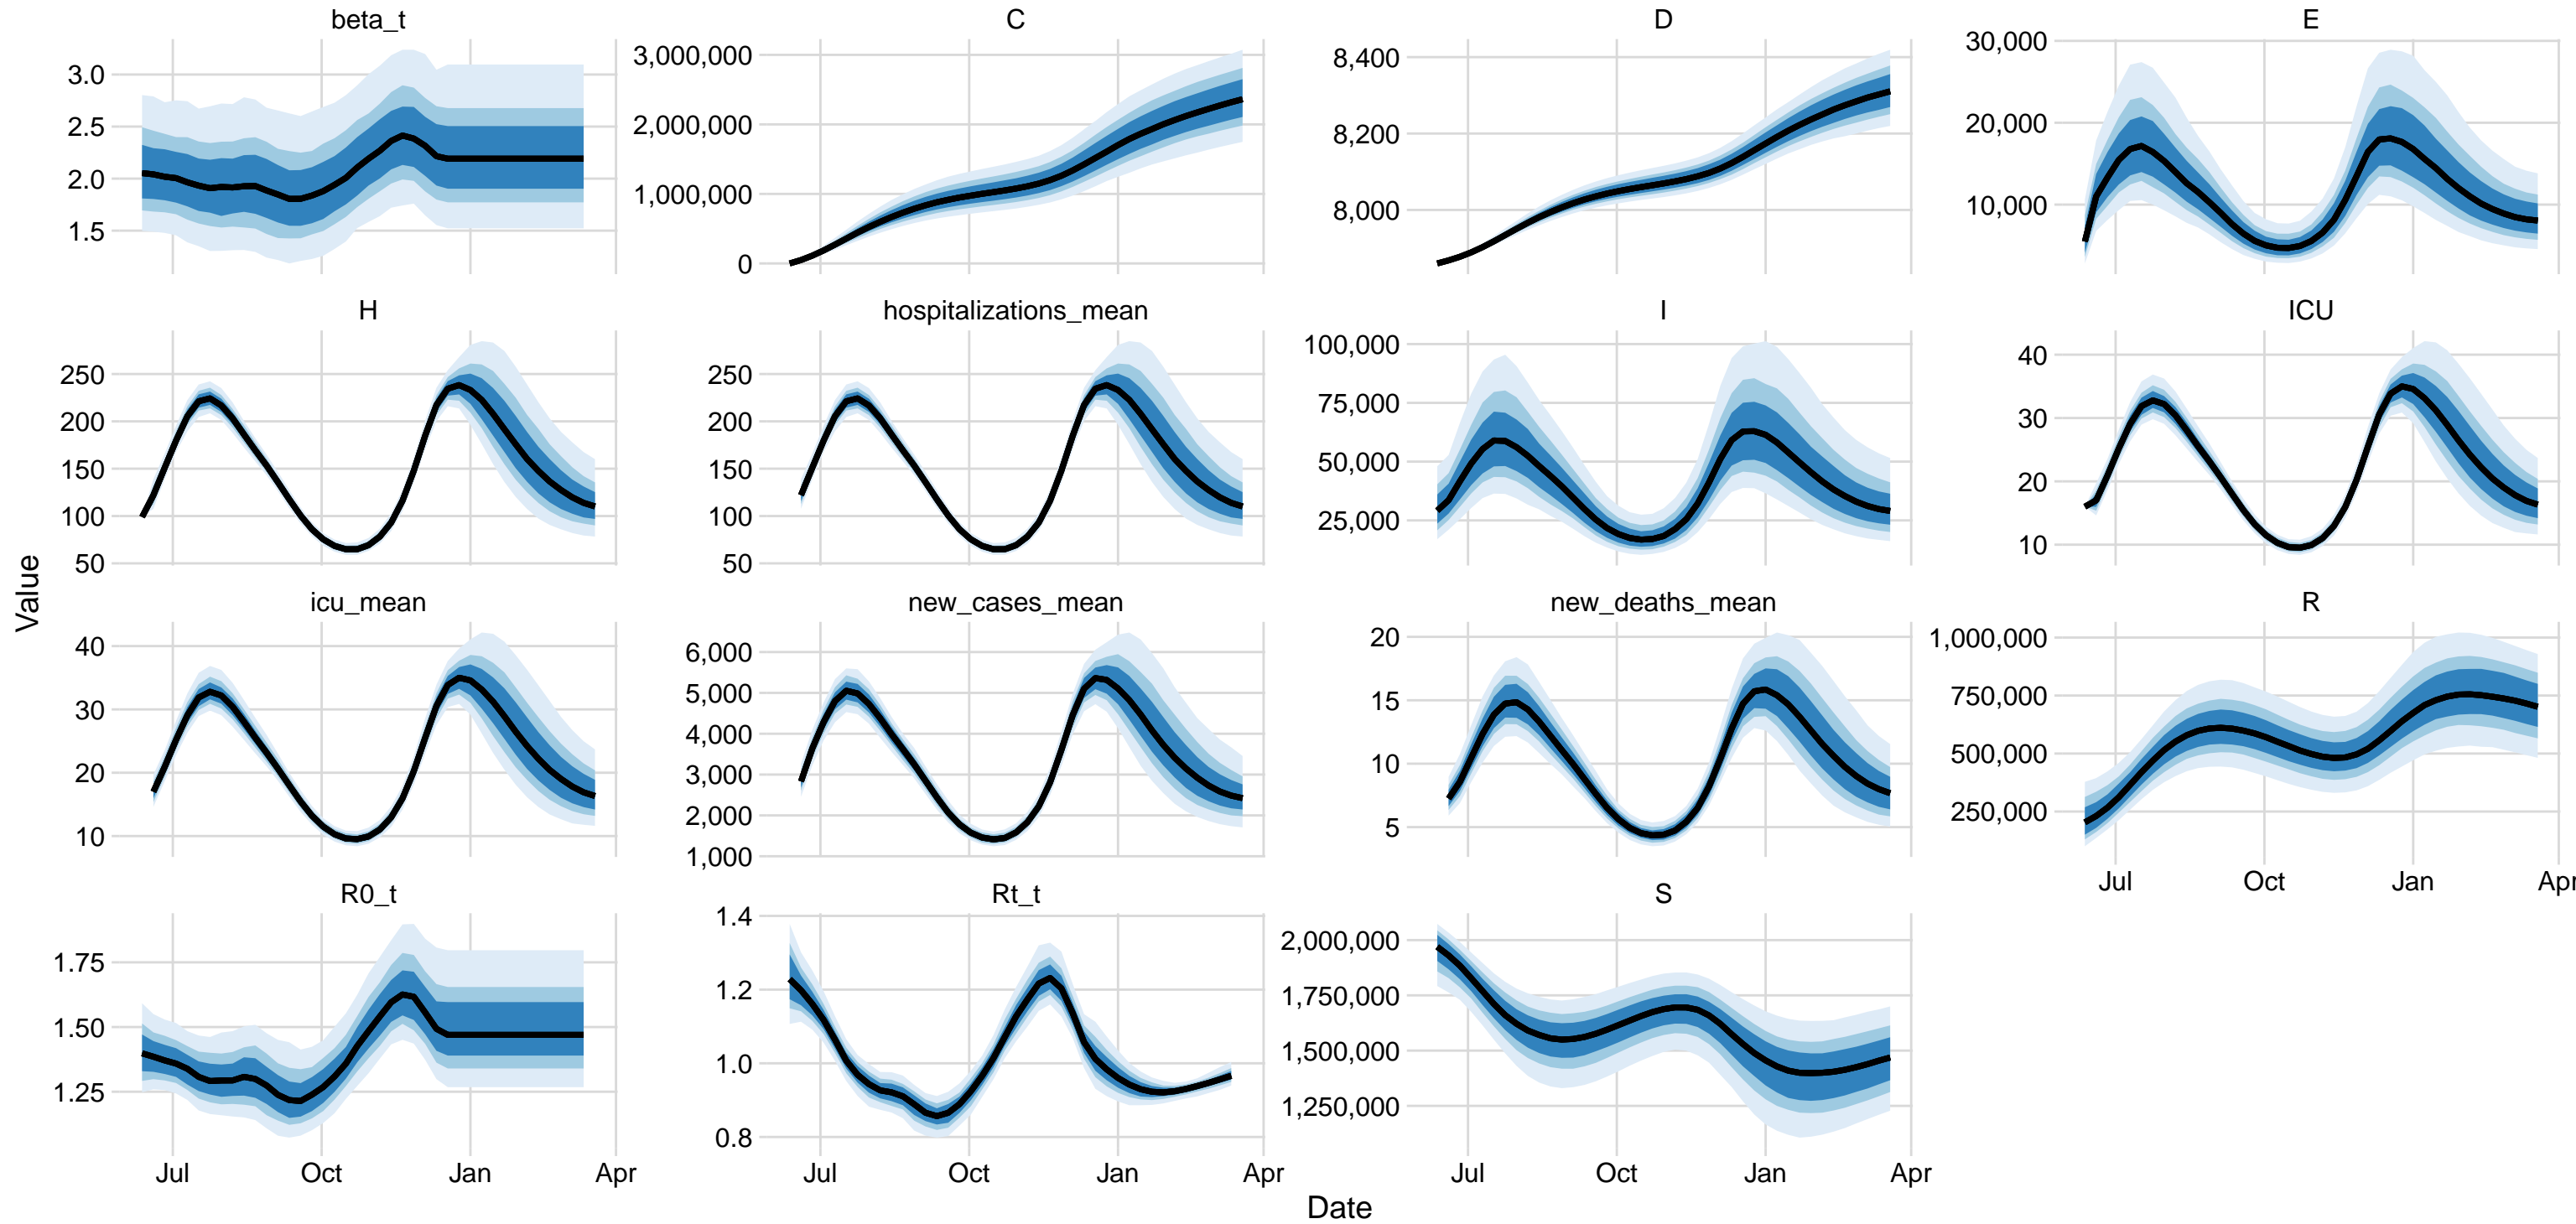 beta_t
C
D
E
3.0
2.5
2.0
1.5
3,000,000
2,000,000
1,000,000
0
8,400
8,200
8,000
30,000
20,000
10,000
H
hospitalizations_mean
I
ICU
250
200
150
100
50
250
200
150
100
50
100,000
75,000
50,000
25,000
40
30
20
10
Value
icu_mean
new_cases_mean
new_deaths_mean
R
40
30
20
10
6,000
5,000
4,000
3,000
2,000
1,000
20
15
10
5
1,000,000
750,000
500,000
250,000
Jul Oct Jan Apr
R0_t
Rt_t
S
1.75
1.50
1.25
1.4
1.2
1.0
0.8
2,000,000
1,750,000
1,500,000
1,250,000
Jul Oct Jan Apr
Jul Oct Jan Apr
Jul Oct Jan Apr
Date